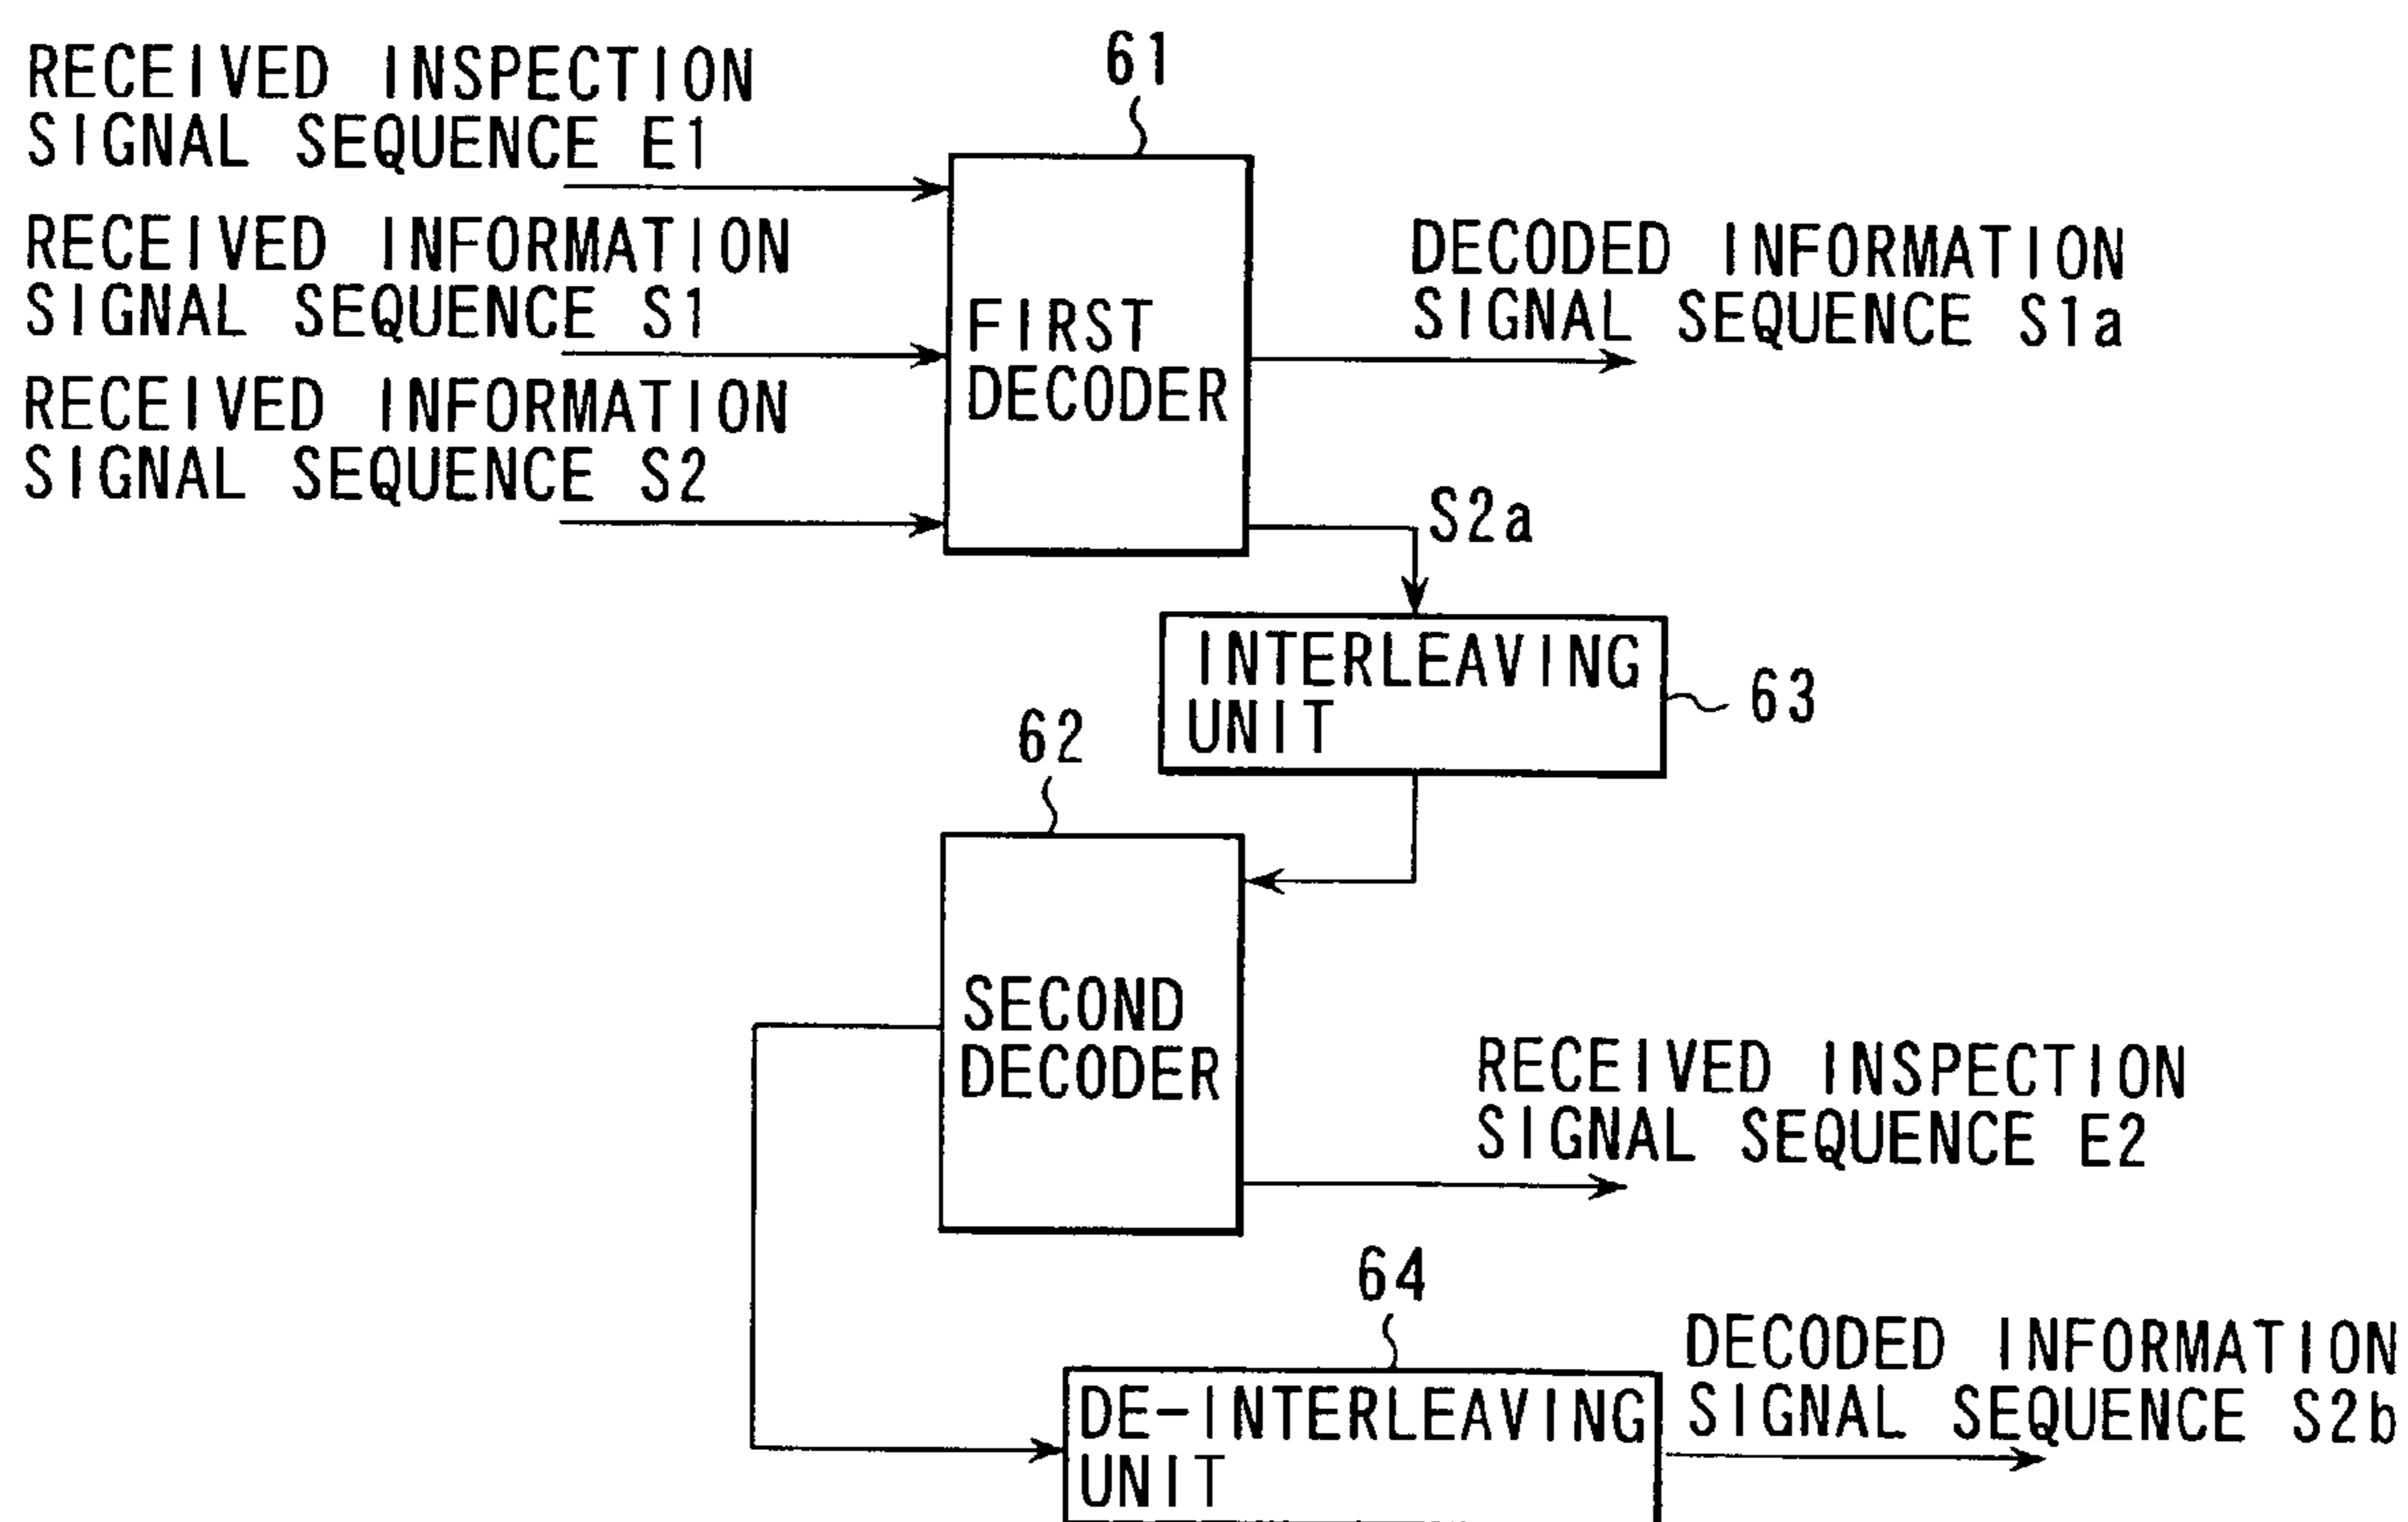 61
RECEIVED INSPECTION
SIGNAL SEQUENCE E1
RECEIVED INFORMATION
SIGNAL SEQUENCE S1
DECODED INFORMATION
SIGNAL SEQUENCE S1a
FIRST
DECODER
RECEIVED INFORMATION
SIGNAL SEQUENCE S2
S2a
INTERLEAVING
UNIT
63
62
SECOND
DECODER
RECEIVED INSPECTION
SIGNAL SEQUENCE E2
64
DE-INTERLEAVING
UNIT
DECODED INFORMATION
SIGNAL SEQUENCE S2b